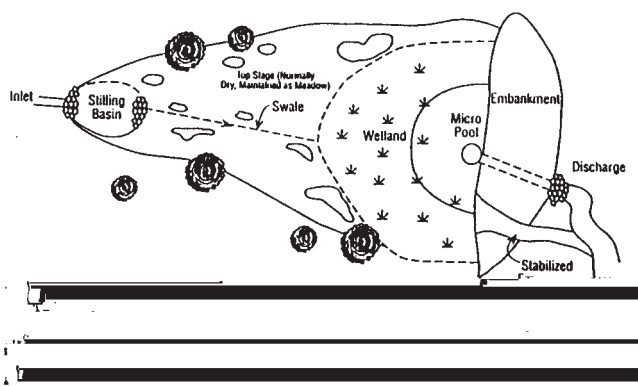 Top Stage (Normally
Dry, Maintained as Meadow)
Inlet
Stilling
Basin
Swale
Welland
Micro
Pool
Embankment
Discharge
Stabilized